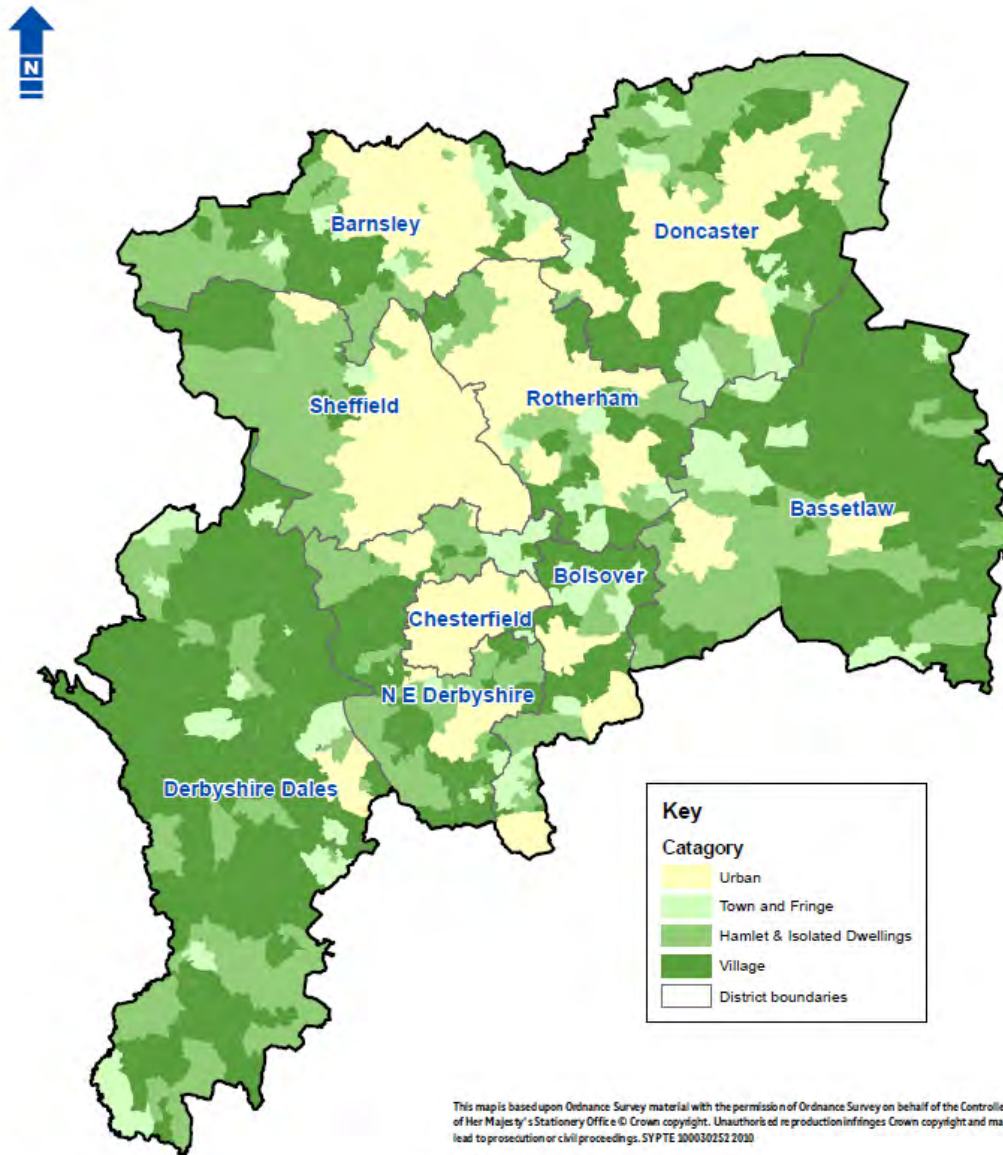 N
Barnsley
Doncaster
Sheffield
Rotherham
Bassetlaw
Bolsover
Chesterfield
N E Derbyshire
Derbyshire Dales
Key
Catagory
Urban
Town and Fringe
Hamlet & Isolated Dwellings
Village
District boundaries
This map is based upon Ordnance Survey material with the permission of Ordnance Survey on behalf of the Controlle
of Her Majesty's Stationery Office © Crown copyright. Unauthorised reproduction infringes Crown copyright and ma
lead to prosecution or civil proceedings. SYPTE 100030252 2010